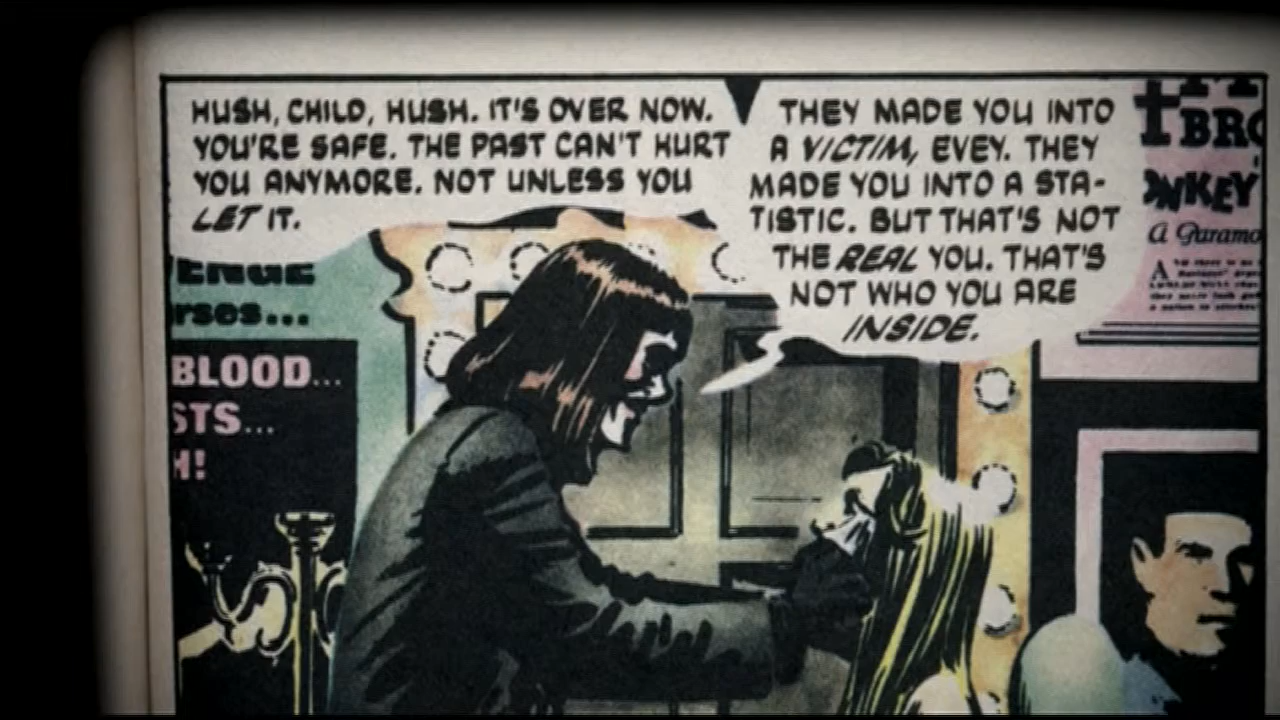 HUSH, CHILD, HUSH. IT'S OVER NOW.
YOU'RE SAFE. THE PAST CAN'T HURT
YOU ANYMORE. NOT UNLESS YOU
LET IT.
THEY MADE YOU INTO
A VICTIM, EVEY. THEY
MADE YOU INTO A STA-
TISTIC. BUT THAT'S NOT
THE REAL YOU. THAT'S
NOT WHO YOU ARE
INSIDE.
rses...
BLOOD...
STS...
H!
BRO
NKEY
A Paramo